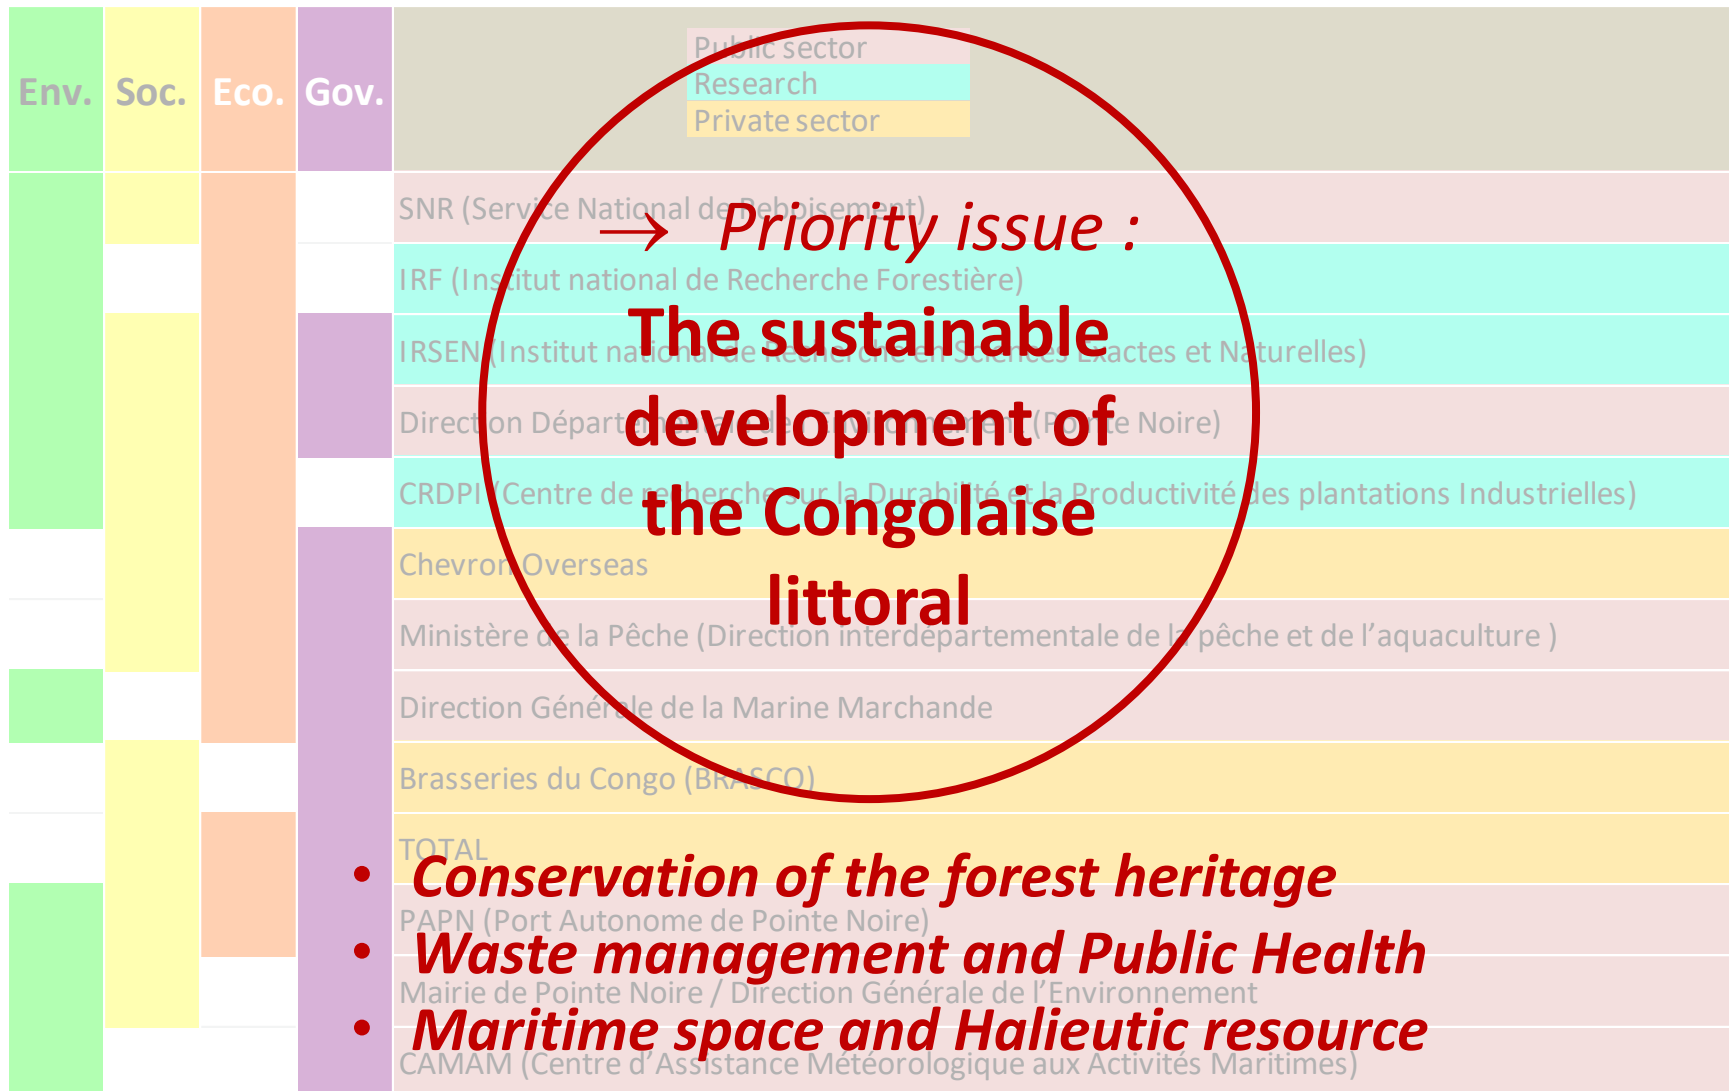 Env. Soc. Eco. Gov.
Public sector
Research
Private sector
SNR (Service National de Reboisement)
→ Priority issue :
IRF (Institut national de Recherche Forestière)
The sustainable
IRSEN (Institut national de Recherche en Sciences Exactes et Naturelles)
development of
Direction Départementale de l'Environnement (Pointe Noire)
CRDPI (Centre de recherche sur la Durabilité et la Productivité des plantations Industrielles)
the Congolaise
Chevron Overseas
littoral
Ministère de la Pêche (Direction interdépartementale de la pêche et de l’aquaculture )
Direction Générale de la Marine Marchande
Brasseries du Congo (BRASCO)
TOTAL
• Conservation of the forest heritage
PAPN (Port Autonome de Pointe Noire)
• Waste management and Public Health
Mairie de Pointe Noire / Direction Générale de l’Environnement
• Maritime space and Halieutic resource
CAMAM (Centre d’Assistance Météorologique aux Activités Maritimes)